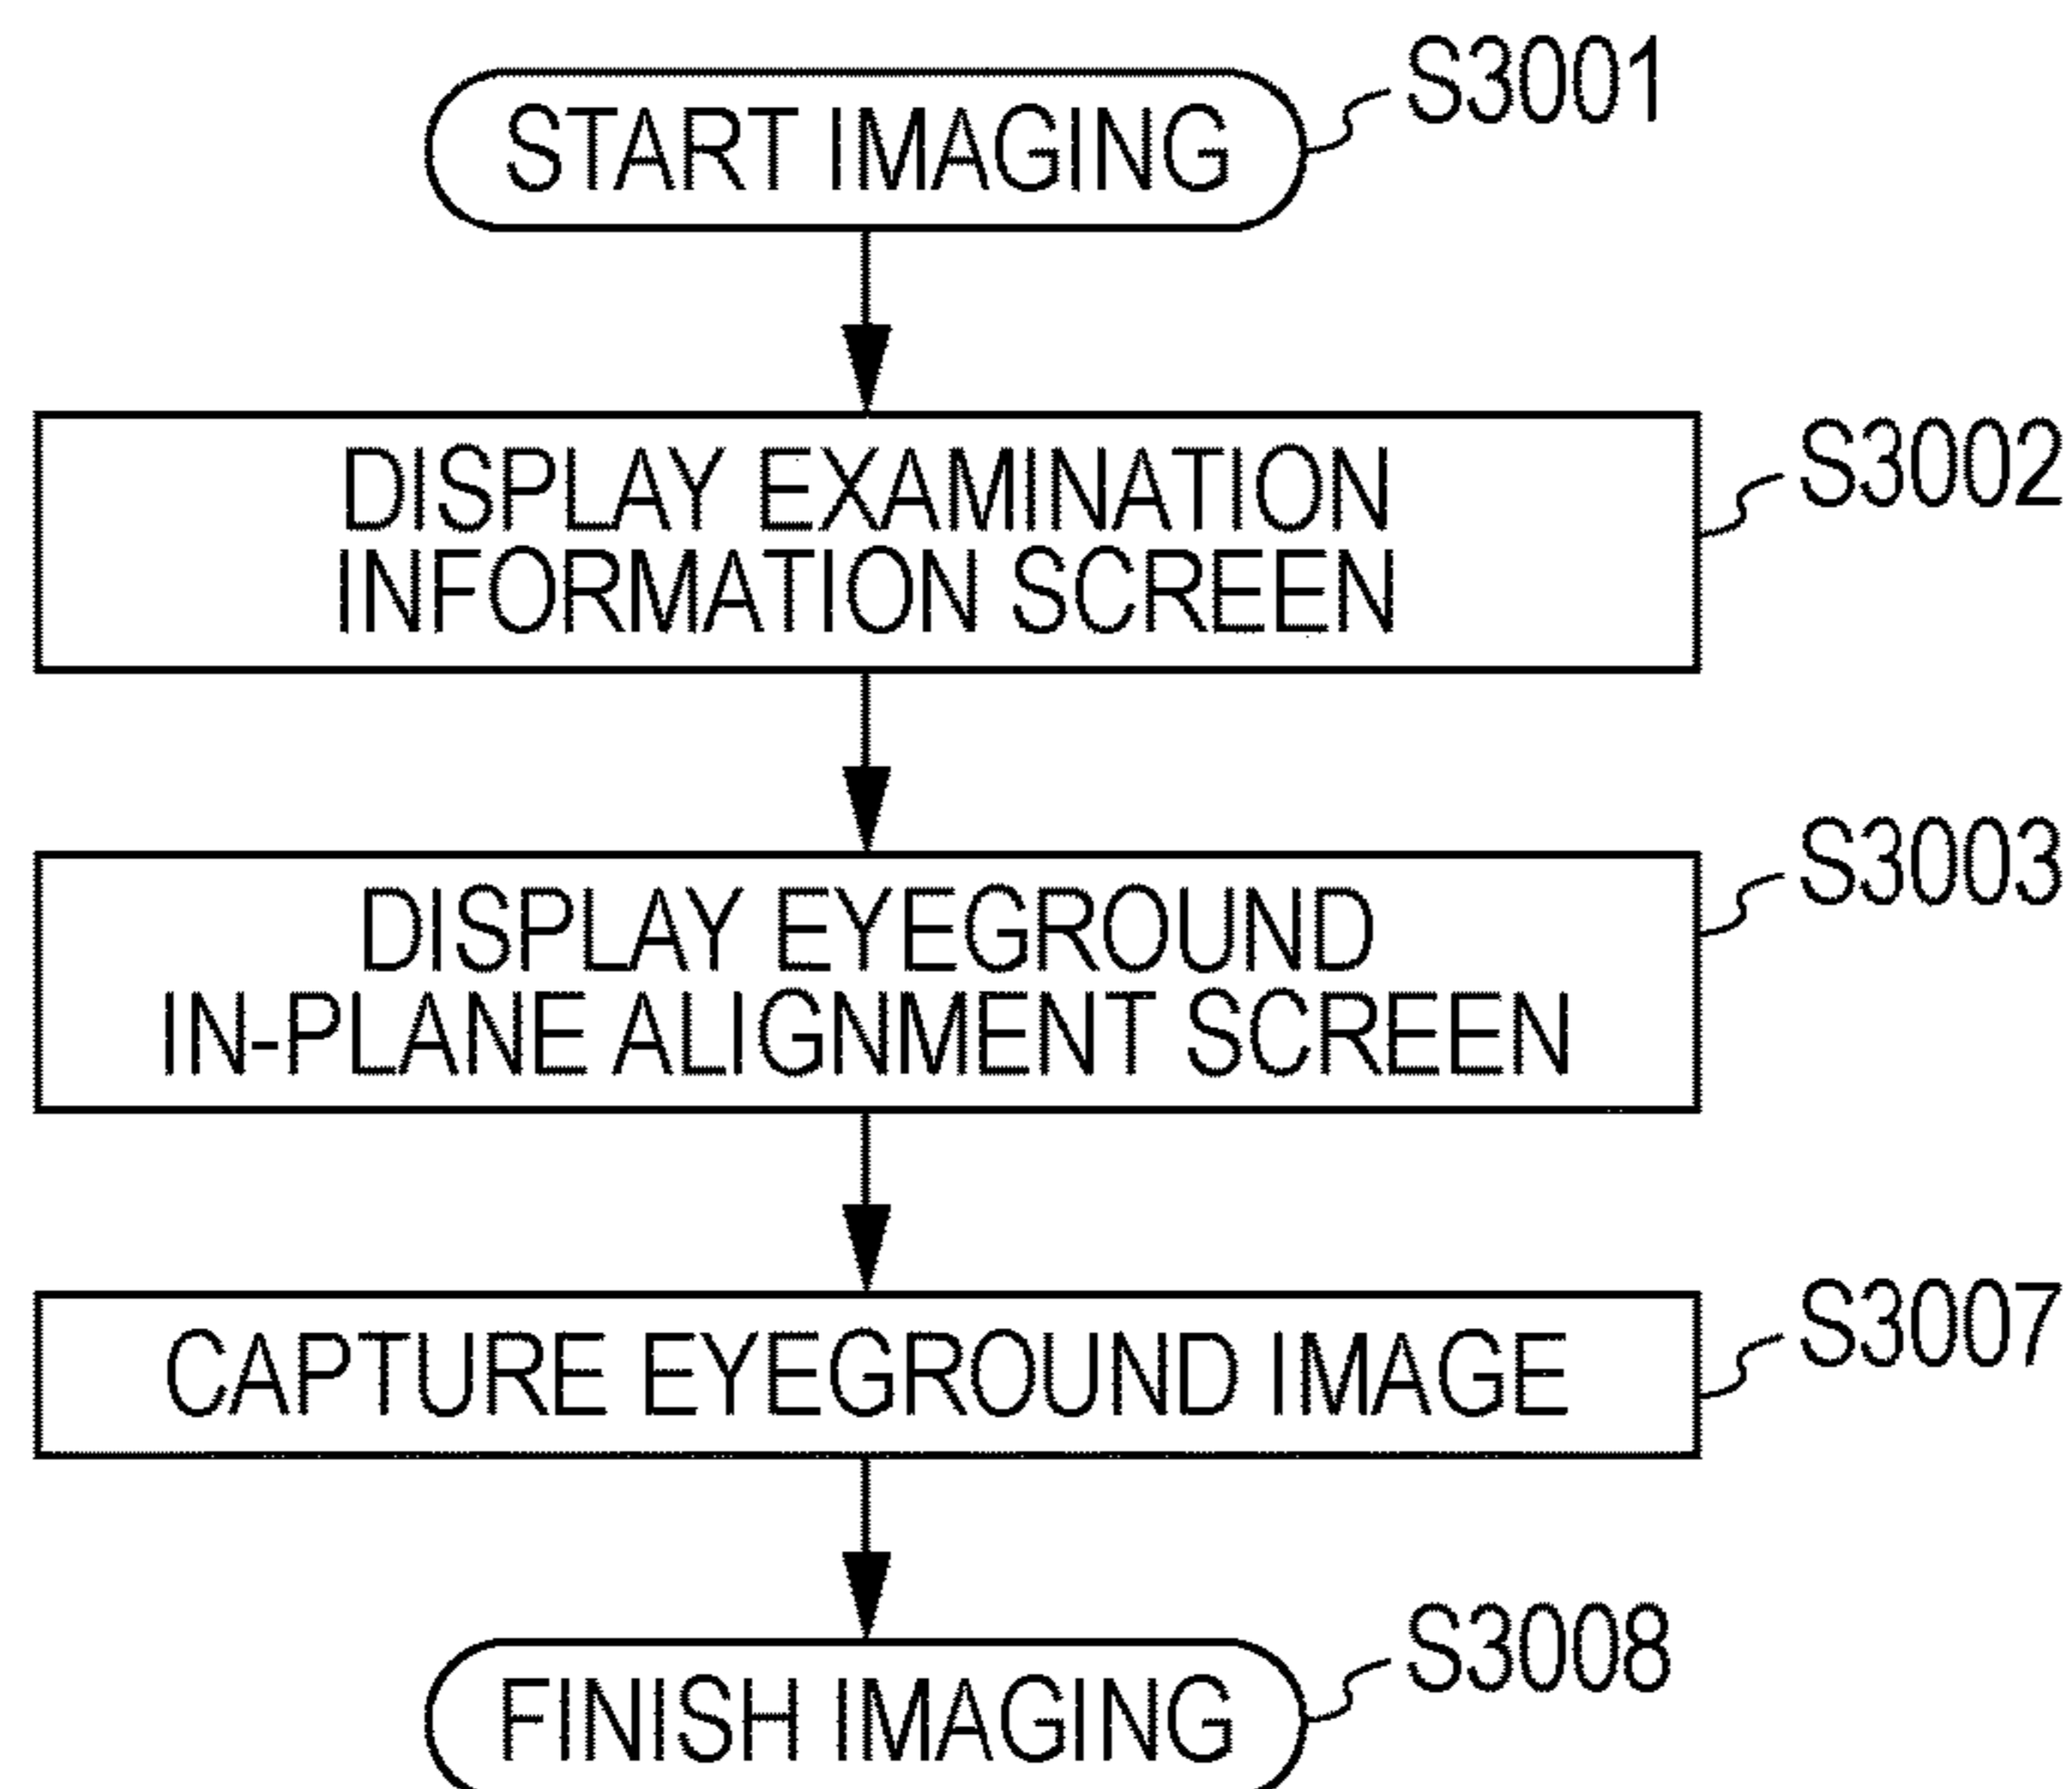 START IMAGING
S3001
DISPLAY EXAMINATION
INFORMATION SCREEN
S3002
DISPLAY EYEGROUND
IN-PLANE ALIGNMENT SCREEN
S3003
CAPTURE EYEGROUND IMAGE
S3007
FINISH IMAGING
S3008